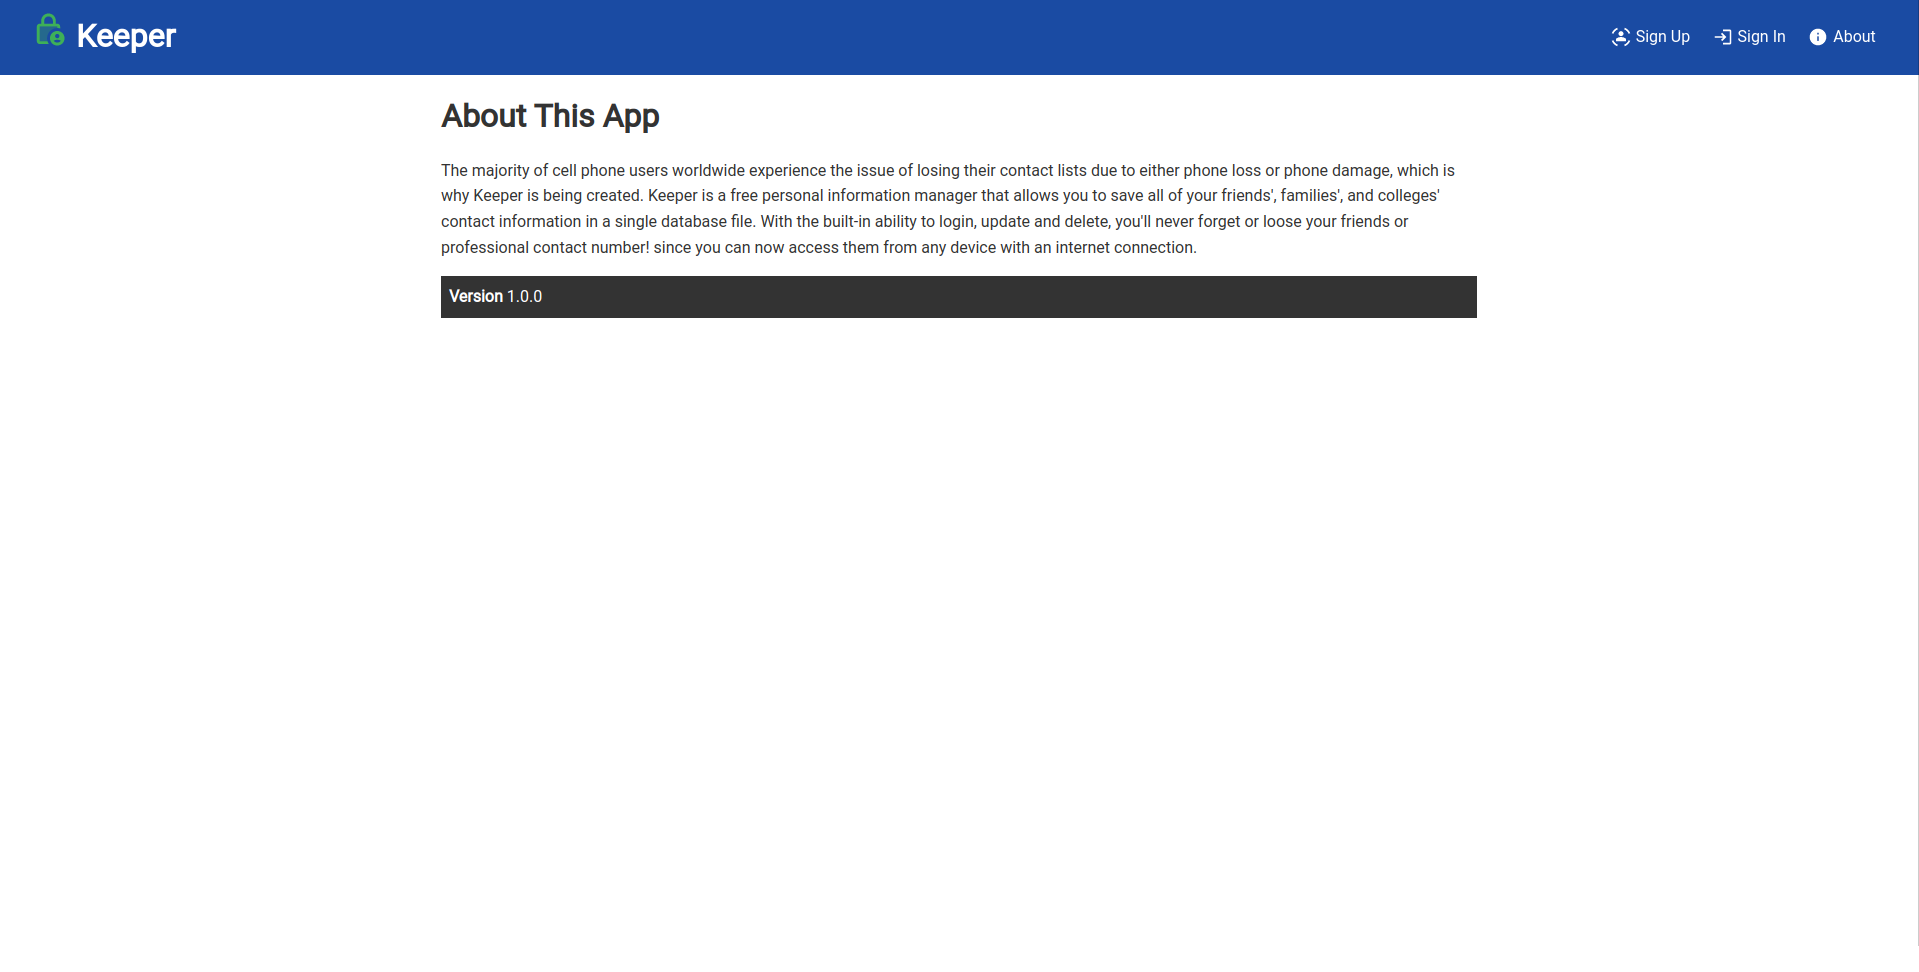 Keeper
Sign Up
Sign In
About
About This App
The majority of cell phone users worldwide experience the issue of losing their contact lists due to either phone loss or phone damage, which is
why Keeper is being created. Keeper is a free personal information manager that allows you to save all of your friends', families', and colleges'
contact information in a single database file. With the built-in ability to login, update and delete, you'll never forget or loose your friends or
professional contact number! since you can now access them from any device with an internet connection.
Version 1.0.0